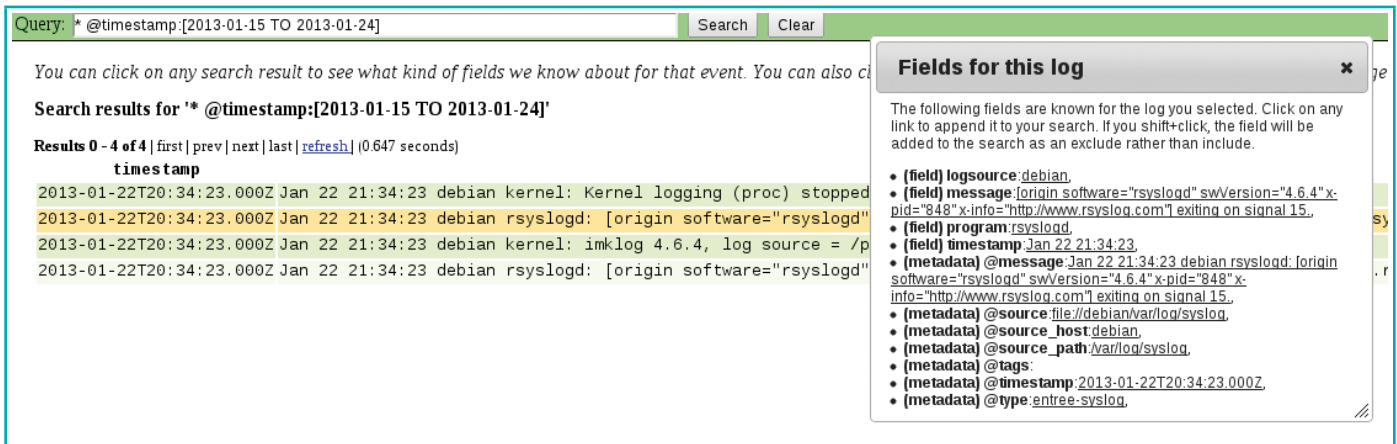 Query: * @timestamp:[2013-01-15 TO 2013-01-24] Search Clear
You can click on any search result to see what kind of fields we know about for that event. You can also
Search results for '* @timestamp:[2013-01-15 TO 2013-01-24]'
Results 0 - 4 of 4 | first | prev | next | last | refresh | (0.647 seconds)
timestamp
2013-01-22T20:34:23.000Z Jan 22 21:34:23 debian kernel: Kernel logging (proc) stopped
2013-01-22T20:34:23.000Z Jan 22 21:34:23 debian rsyslogd: [origin software="rsyslogd"
2013-01-22T20:34:23.000Z Jan 22 21:34:23 debian kernel: imklog 4.6.4, log source = /p
2013-01-22T20:34:23.000Z Jan 22 21:34:23 debian rsyslogd: [origin software="rsyslogd"
Fields for this log ×
The following fields are known for the log you selected. Click on any
link to append it to your search. If you shift+click, the field will be
added to the search as an exclude rather than include.
• (field) logsource:debian,
• (field) message:[origin software="rsyslogd" swVersion="4.6.4" x-
pid="848" x-info="http://www.rsyslog.com"] exiting on signal 15.,
• (field) program:rsyslogd,
• (field) timestamp:Jan 22 21:34:23,
• (metadata) @message:Jan 22 21:34:23 debian rsyslogd: [origin
software="rsyslogd" swVersion="4.6.4" x-pid="848" x-
info="http://www.rsyslog.com"] exiting on signal 15.,
• (metadata) @source:file://debian/var/log/syslog,
• (metadata) @source_host:debian,
• (metadata) @source_path:/var/log/syslog,
• (metadata) @tags:
• (metadata) @timestamp:2013-01-22T20:34:23.000Z,
• (metadata) @type:entree-syslog,